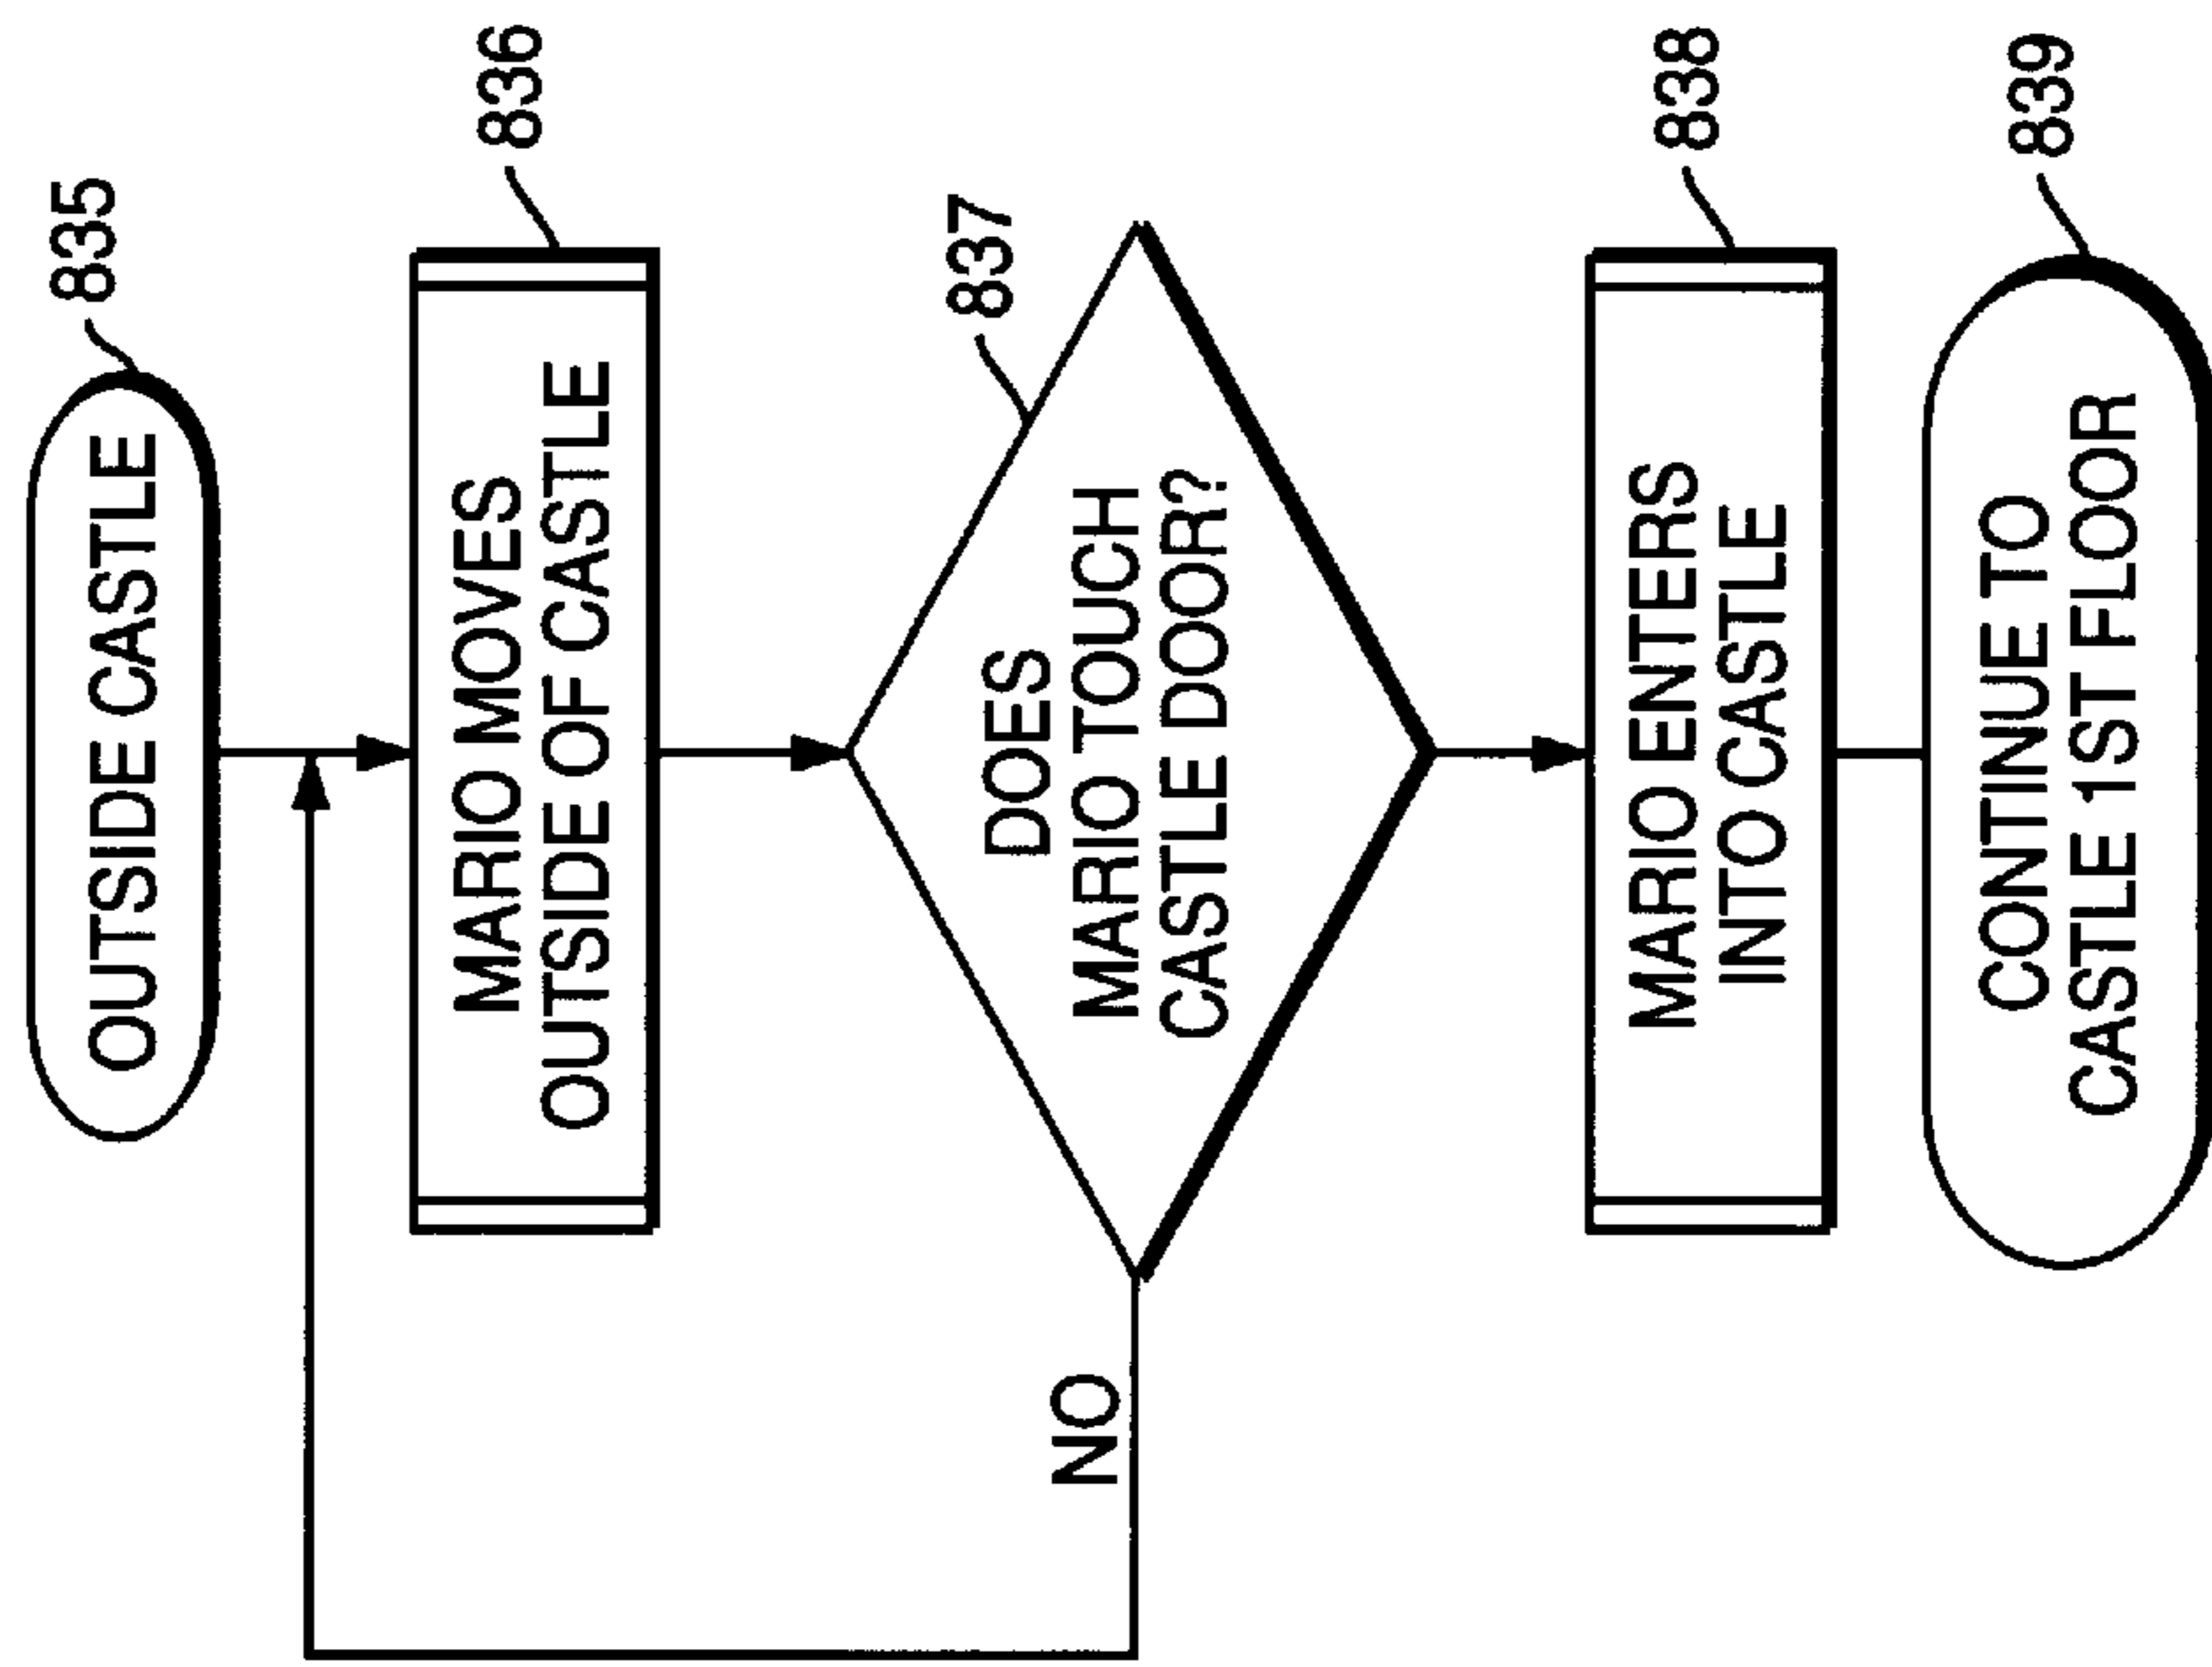 835
OUTSIDE CASTLE
836
MARIO MOVES
OUTSIDE OF CASTLE
837
DOES
MARIO TOUCH
CASTLE DOOR?
NO
838
MARIO ENTERS
INTO CASTLE
839
CONTINUE TO
CASTLE 1ST FLOOR